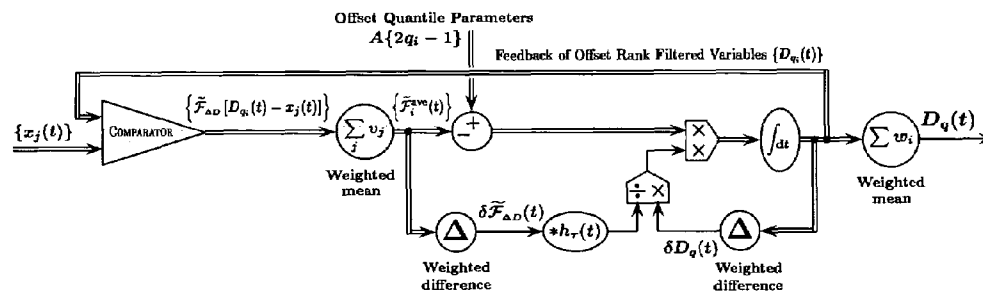 Offset Quantile Parameters
A{2q_i − 1}
Feedback of Offset Rank Filtered Variables {D_{q_i}(t)}
{x_j(t)}
COMPARATOR
{ℱ̃_{ΔD} [D_{q_i}(t) − x_j(t)]}
∑_j v_j
Weighted
mean
{ℱ̃_i^{ave}(t)}
− +
×
×
∫dt
∑ w_i
D_q(t)
Weighted
mean
÷ ×
Δ
δℱ̃_{ΔD}(t)
*h_τ(t)
δD_q(t)
Δ
Weighted
difference
Weighted
difference